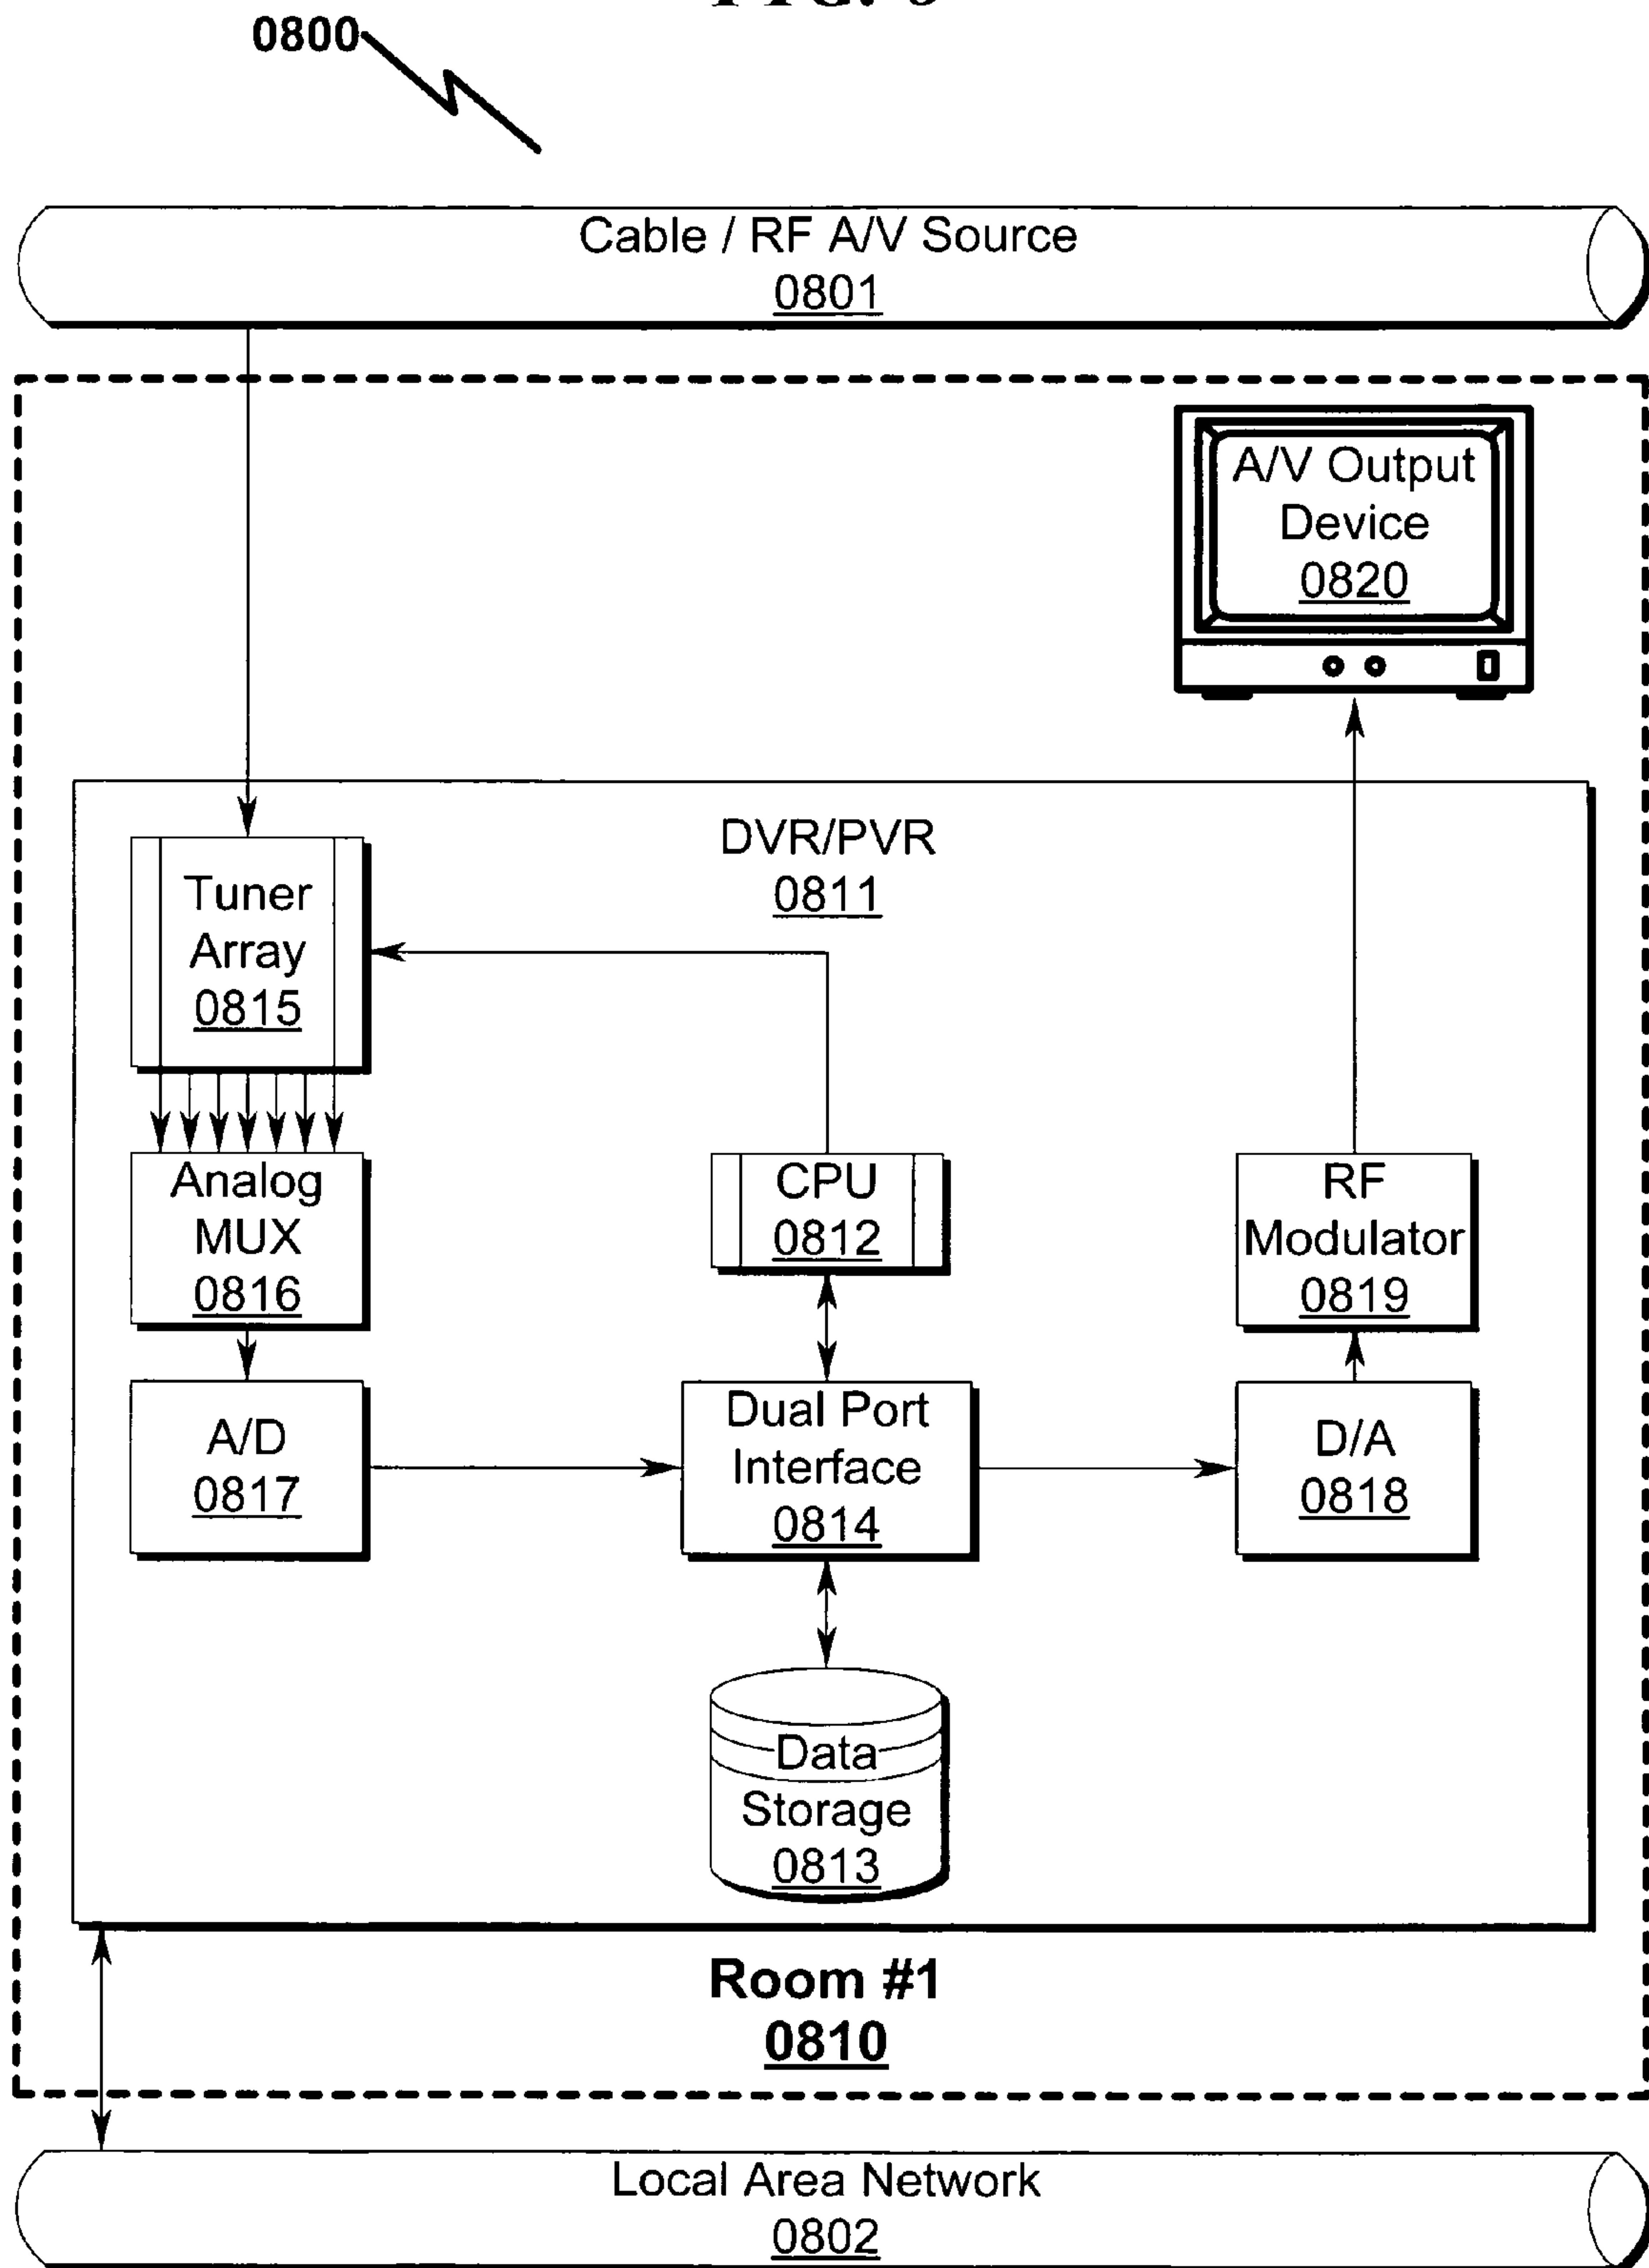 0800
Cable / RF A/V Source
0801
A/V Output
Device
0820
DVR/PVR
0811
Tuner
Array
0815
Analog
MUX
0816
CPU
0812
RF
Modulator
0819
A/D
0817
Dual Port
Interface
0814
D/A
0818
Data
Storage
0813
Room #1
0810
Local Area Network
0802